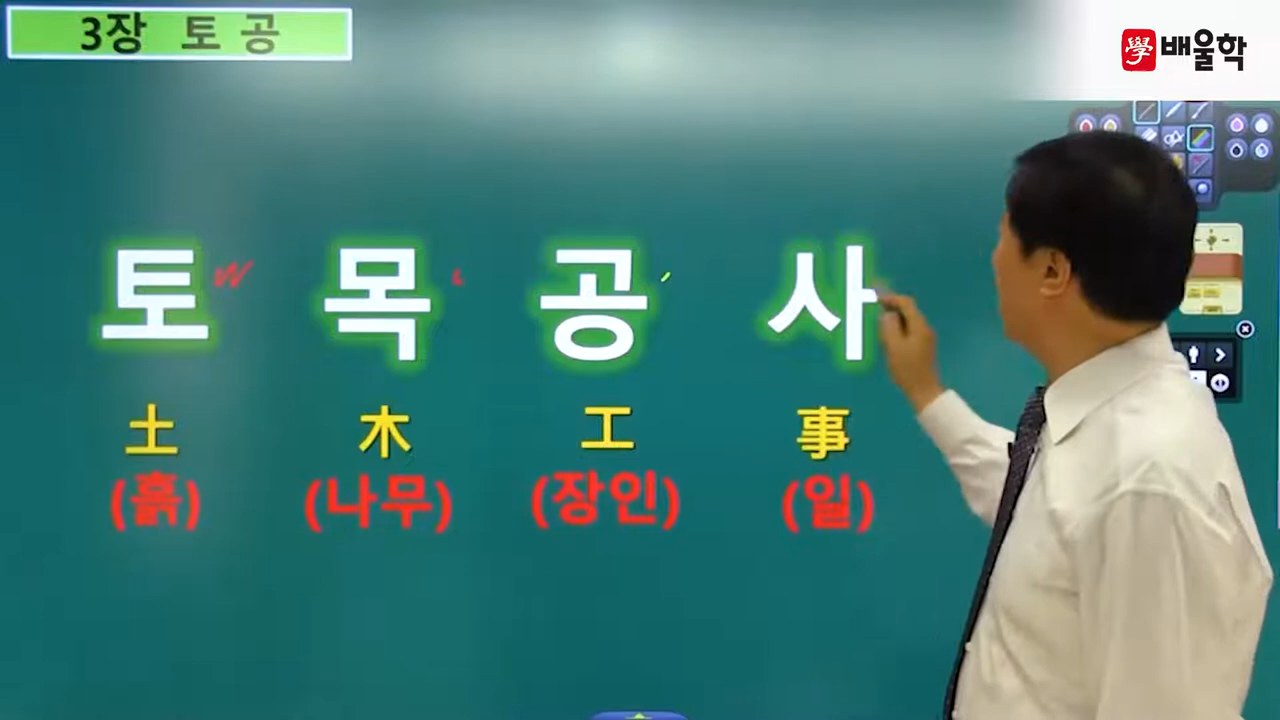 3장 토공
學 배울학
토 목 공 사
土 木 工 事
(흙) (나무) (장인) (일)